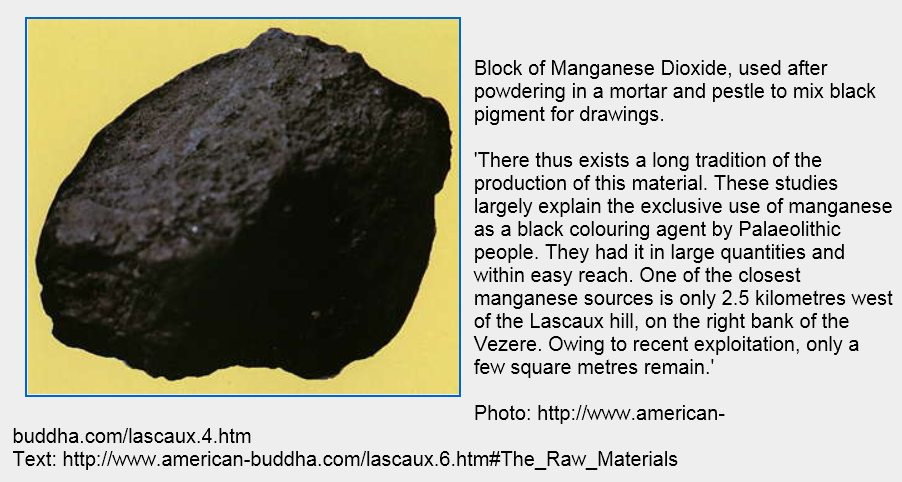 Block of Manganese Dioxide, used after
powdering in a mortar and pestle to mix black
pigment for drawings.
'There thus exists a long tradition of the
production of this material. These studies
largely explain the exclusive use of manganese
as a black colouring agent by Palaeolithic
people. They had it in large quantities and
within easy reach. One of the closest
manganese sources is only 2.5 kilometres west
of the Lascaux hill, on the right bank of the
Vezere. Owing to recent exploitation, only a
few square metres remain.'
Photo: http://www.american-
buddha.com/lascaux.4.htm
Text: http://www.american-buddha.com/lascaux.6.htm#The_Raw_Materials